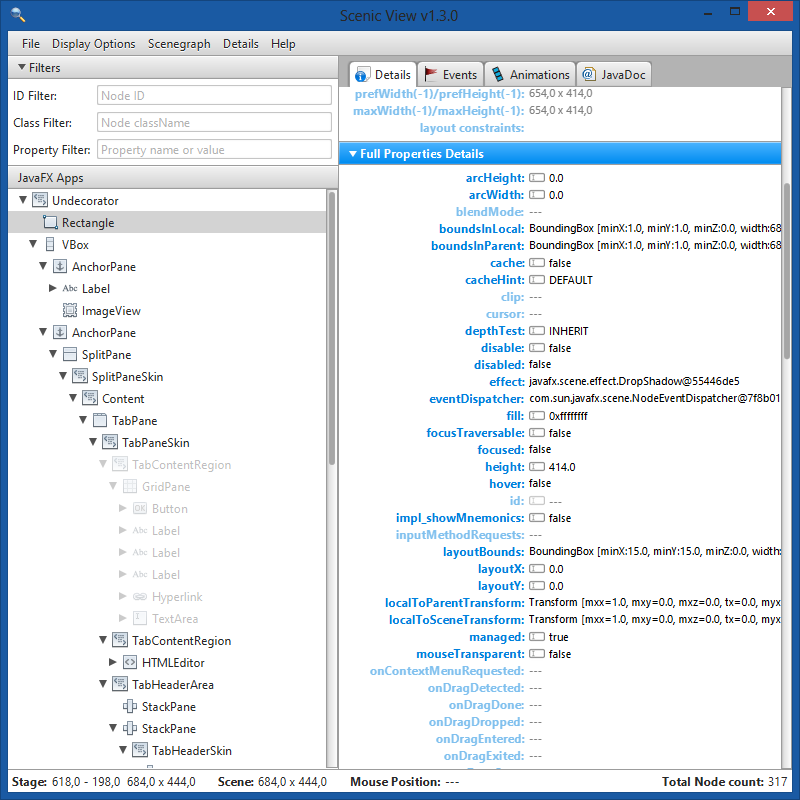 Scenic View v1.3.0
File Display Options Scenegraph Details Help
Filters
ID Filter: Node ID
Class Filter: Node className
Property Filter: Property name or value
JavaFX Apps
Undecorator
Rectangle
VBox
AnchorPane
Abc Label
ImageView
AnchorPane
SplitPane
SplitPaneSkin
Content
TabPane
TabPaneSkin
TabContentRegion
GridPane
OK Button
Abc Label
Abc Label
Abc Label
Hyperlink
TextArea
TabContentRegion
HTMLEditor
TabHeaderArea
StackPane
StackPane
TabHeaderSkin
Details Events Animations JavaDoc
prefWidth(-1)/prefHeight(-1): 654,0 x 414,0
maxWidth(-1)/maxHeight(-1): 654,0 x 414,0
layout constraints:
Full Properties Details
arcHeight: 0.0
arcWidth: 0.0
blendMode: ---
boundsInLocal: BoundingBox [minX:1.0, minY:1.0, minZ:0.0, width:68
boundsInParent: BoundingBox [minX:1.0, minY:1.0, minZ:0.0, width:68
cache: false
cacheHint: DEFAULT
clip: ---
cursor: ---
depthTest: INHERIT
disable: false
disabled: false
effect: javafx.scene.effect.DropShadow@55446de5
eventDispatcher: com.sun.javafx.scene.NodeEventDispatcher@7f8b01
fill: 0xffffffff
focusTraversable: false
focused: false
height: 414.0
hover: false
id: ---
impl_showMnemonics: false
inputMethodRequests: ---
layoutBounds: BoundingBox [minX:15.0, minY:15.0, minZ:0.0, width:
layoutX: 0.0
layoutY: 0.0
localToParentTransform: Transform [mxx=1.0, mxy=0.0, mxz=0.0, tx=0.0, myx
localToSceneTransform: Transform [mxx=1.0, mxy=0.0, mxz=0.0, tx=0.0, myx
managed: true
mouseTransparent: false
onContextMenuRequested: ---
onDragDetected: ---
onDragDone: ---
onDragDropped: ---
onDragEntered: ---
onDragExited: ---
Stage: 618,0 - 198,0 684,0 x 444,0 Scene: 684,0 x 444,0 Mouse Position: --- Total Node count: 317